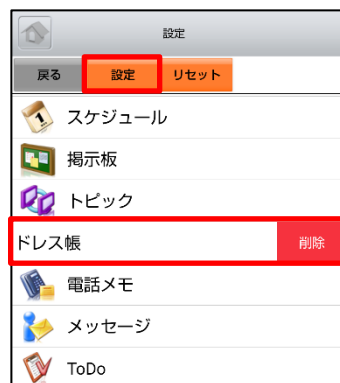 設定
戻る 設定 リセット
スケジュール
掲示板
トピック
ドレス帳 削除
電話メモ
メッセージ
ToDo